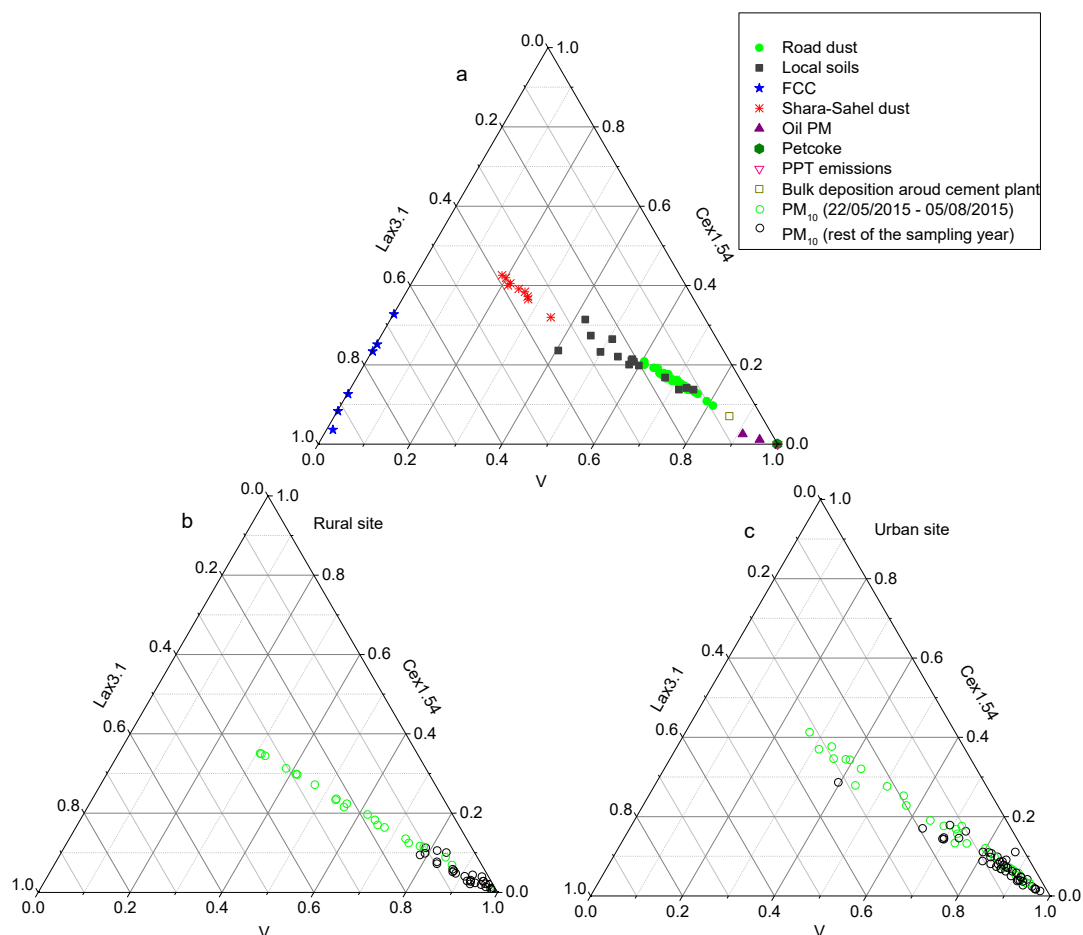 a
Road dust
Local soils
FCC
Shara-Sahel dust
Oil PM
Petcoke
PPT emissions
Bulk deposition aroud cement plant
PM10 (22/05/2015 - 05/08/2015)
PM10 (rest of the sampling year)
0.0
1.0
0.2
0.8
0.4
0.6
0.6
0.4
0.8
0.2
1.0
0.0
Lax3.1
Cex1.54
0.0
0.2
0.4
0.6
0.8
1.0
V
b
Rural site
0.0
1.0
0.2
0.8
0.4
0.6
0.6
0.4
0.8
0.2
1.0
0.0
Lax3.1
Cex1.54
0.0
0.2
0.4
0.6
0.8
1.0
V
c
Urban site
0.0
1.0
0.2
0.8
0.4
0.6
0.6
0.4
0.8
0.2
1.0
0.0
Lax3.1
Cex1.54
0.0
0.2
0.4
0.6
0.8
1.0
V